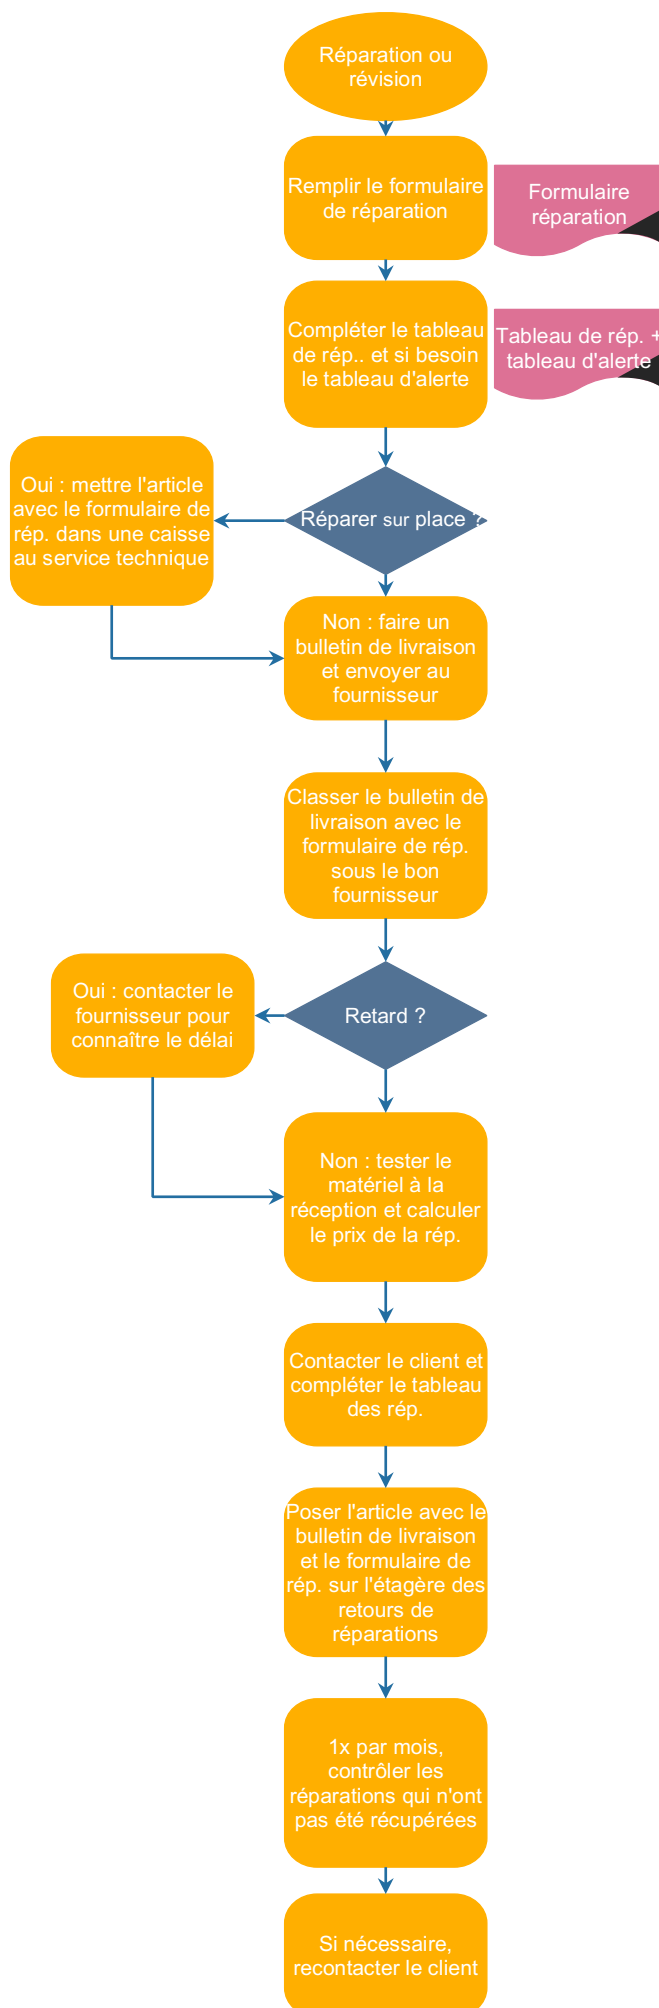 Réparation ou
révision
Remplir le formulaire
de réparation
Formulaire
réparation
Compléter le tableau
de rép.. et si besoin
le tableau d'alerte
Tableau de rép. +
tableau d'alerte
Réparer sur place ?
Oui : mettre l'article
avec le formulaire de
rép. dans une caisse
au service technique
Non : faire un
bulletin de livraison
et envoyer au
fournisseur
Classer le bulletin de
livraison avec le
formulaire de rép.
sous le bon
fournisseur
Retard ?
Oui : contacter le
fournisseur pour
connaître le délai
Non : tester le
matériel à la
réception et calculer
le prix de la rép.
Contacter le client et
compléter le tableau
des rép.
Poser l'article avec le
bulletin de livraison
et le formulaire de
rép. sur l'étagère des
retours de
réparations
1x par mois,
contrôler les
réparations qui n'ont
pas été récupérées
Si nécessaire,
recontacter le client